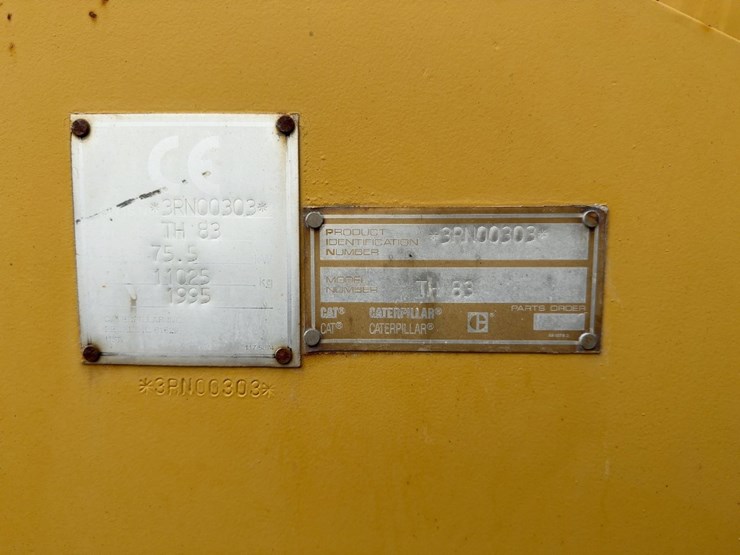 CE
*3RN00303*
TH 83
75.5
11025 KG
1995
*3RN00303*
PRODUCT
IDENTIFICATION
NUMBER
*3RN00303*
MODEL
NUMBER
TH 83
PARTS ORDER
CAT® CATERPILLAR®
CAT® CATERPILLAR®